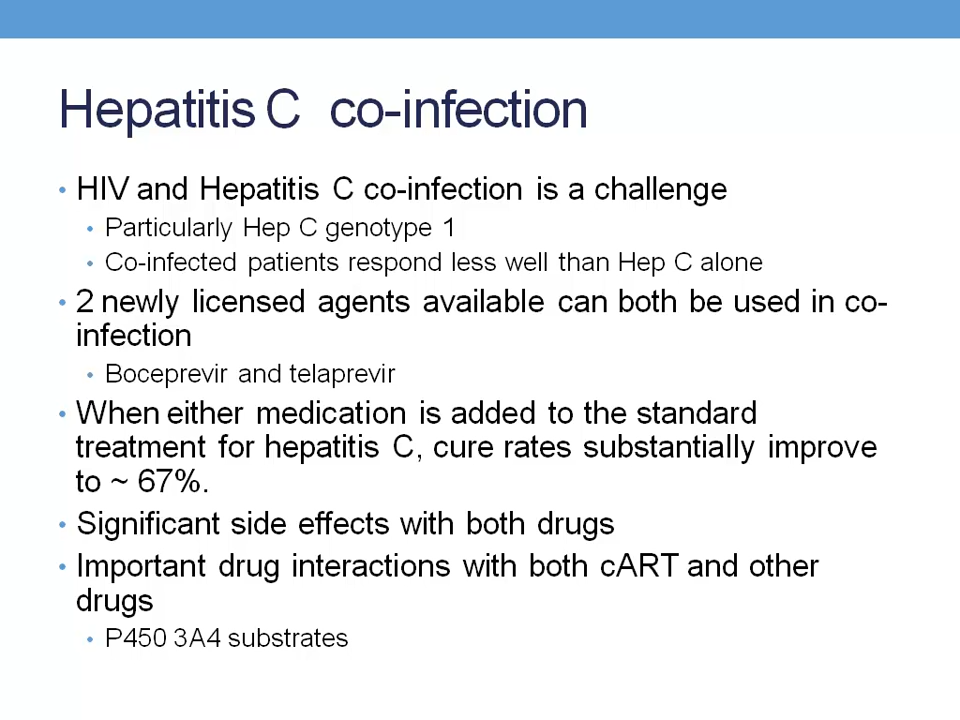 Hepatitis C co-infection
• HIV and Hepatitis C co-infection is a challenge
• Particularly Hep C genotype 1
• Co-infected patients respond less well than Hep C alone
• 2 newly licensed agents available can both be used in co-
infection
• Boceprevir and telaprevir
• When either medication is added to the standard
treatment for hepatitis C, cure rates substantially improve
to ~ 67%.
• Significant side effects with both drugs
• Important drug interactions with both cART and other
drugs
• P450 3A4 substrates